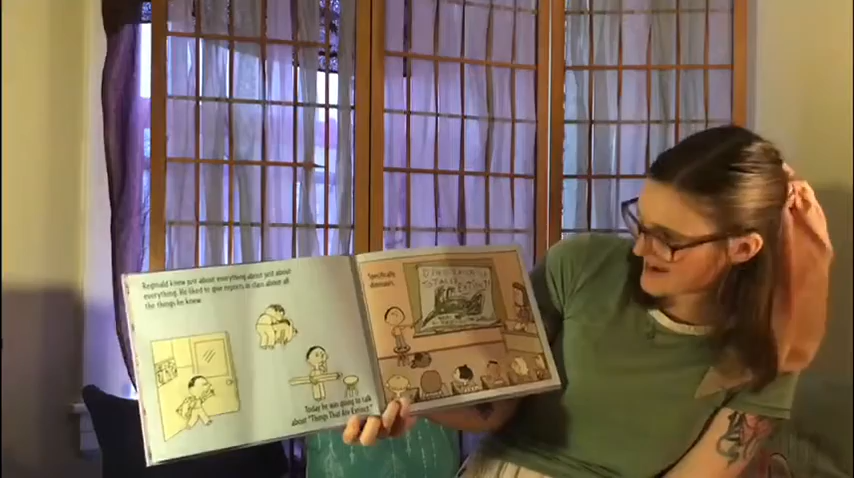 Reginald knew just about everything about just about
everything. He liked to give reports in class on all
the things he knew.
Today he was going to talk
about "Things That Are Extinct."
Specifically,
dinosaurs.
DINOSAURS
TOTALLY
EXTINCT